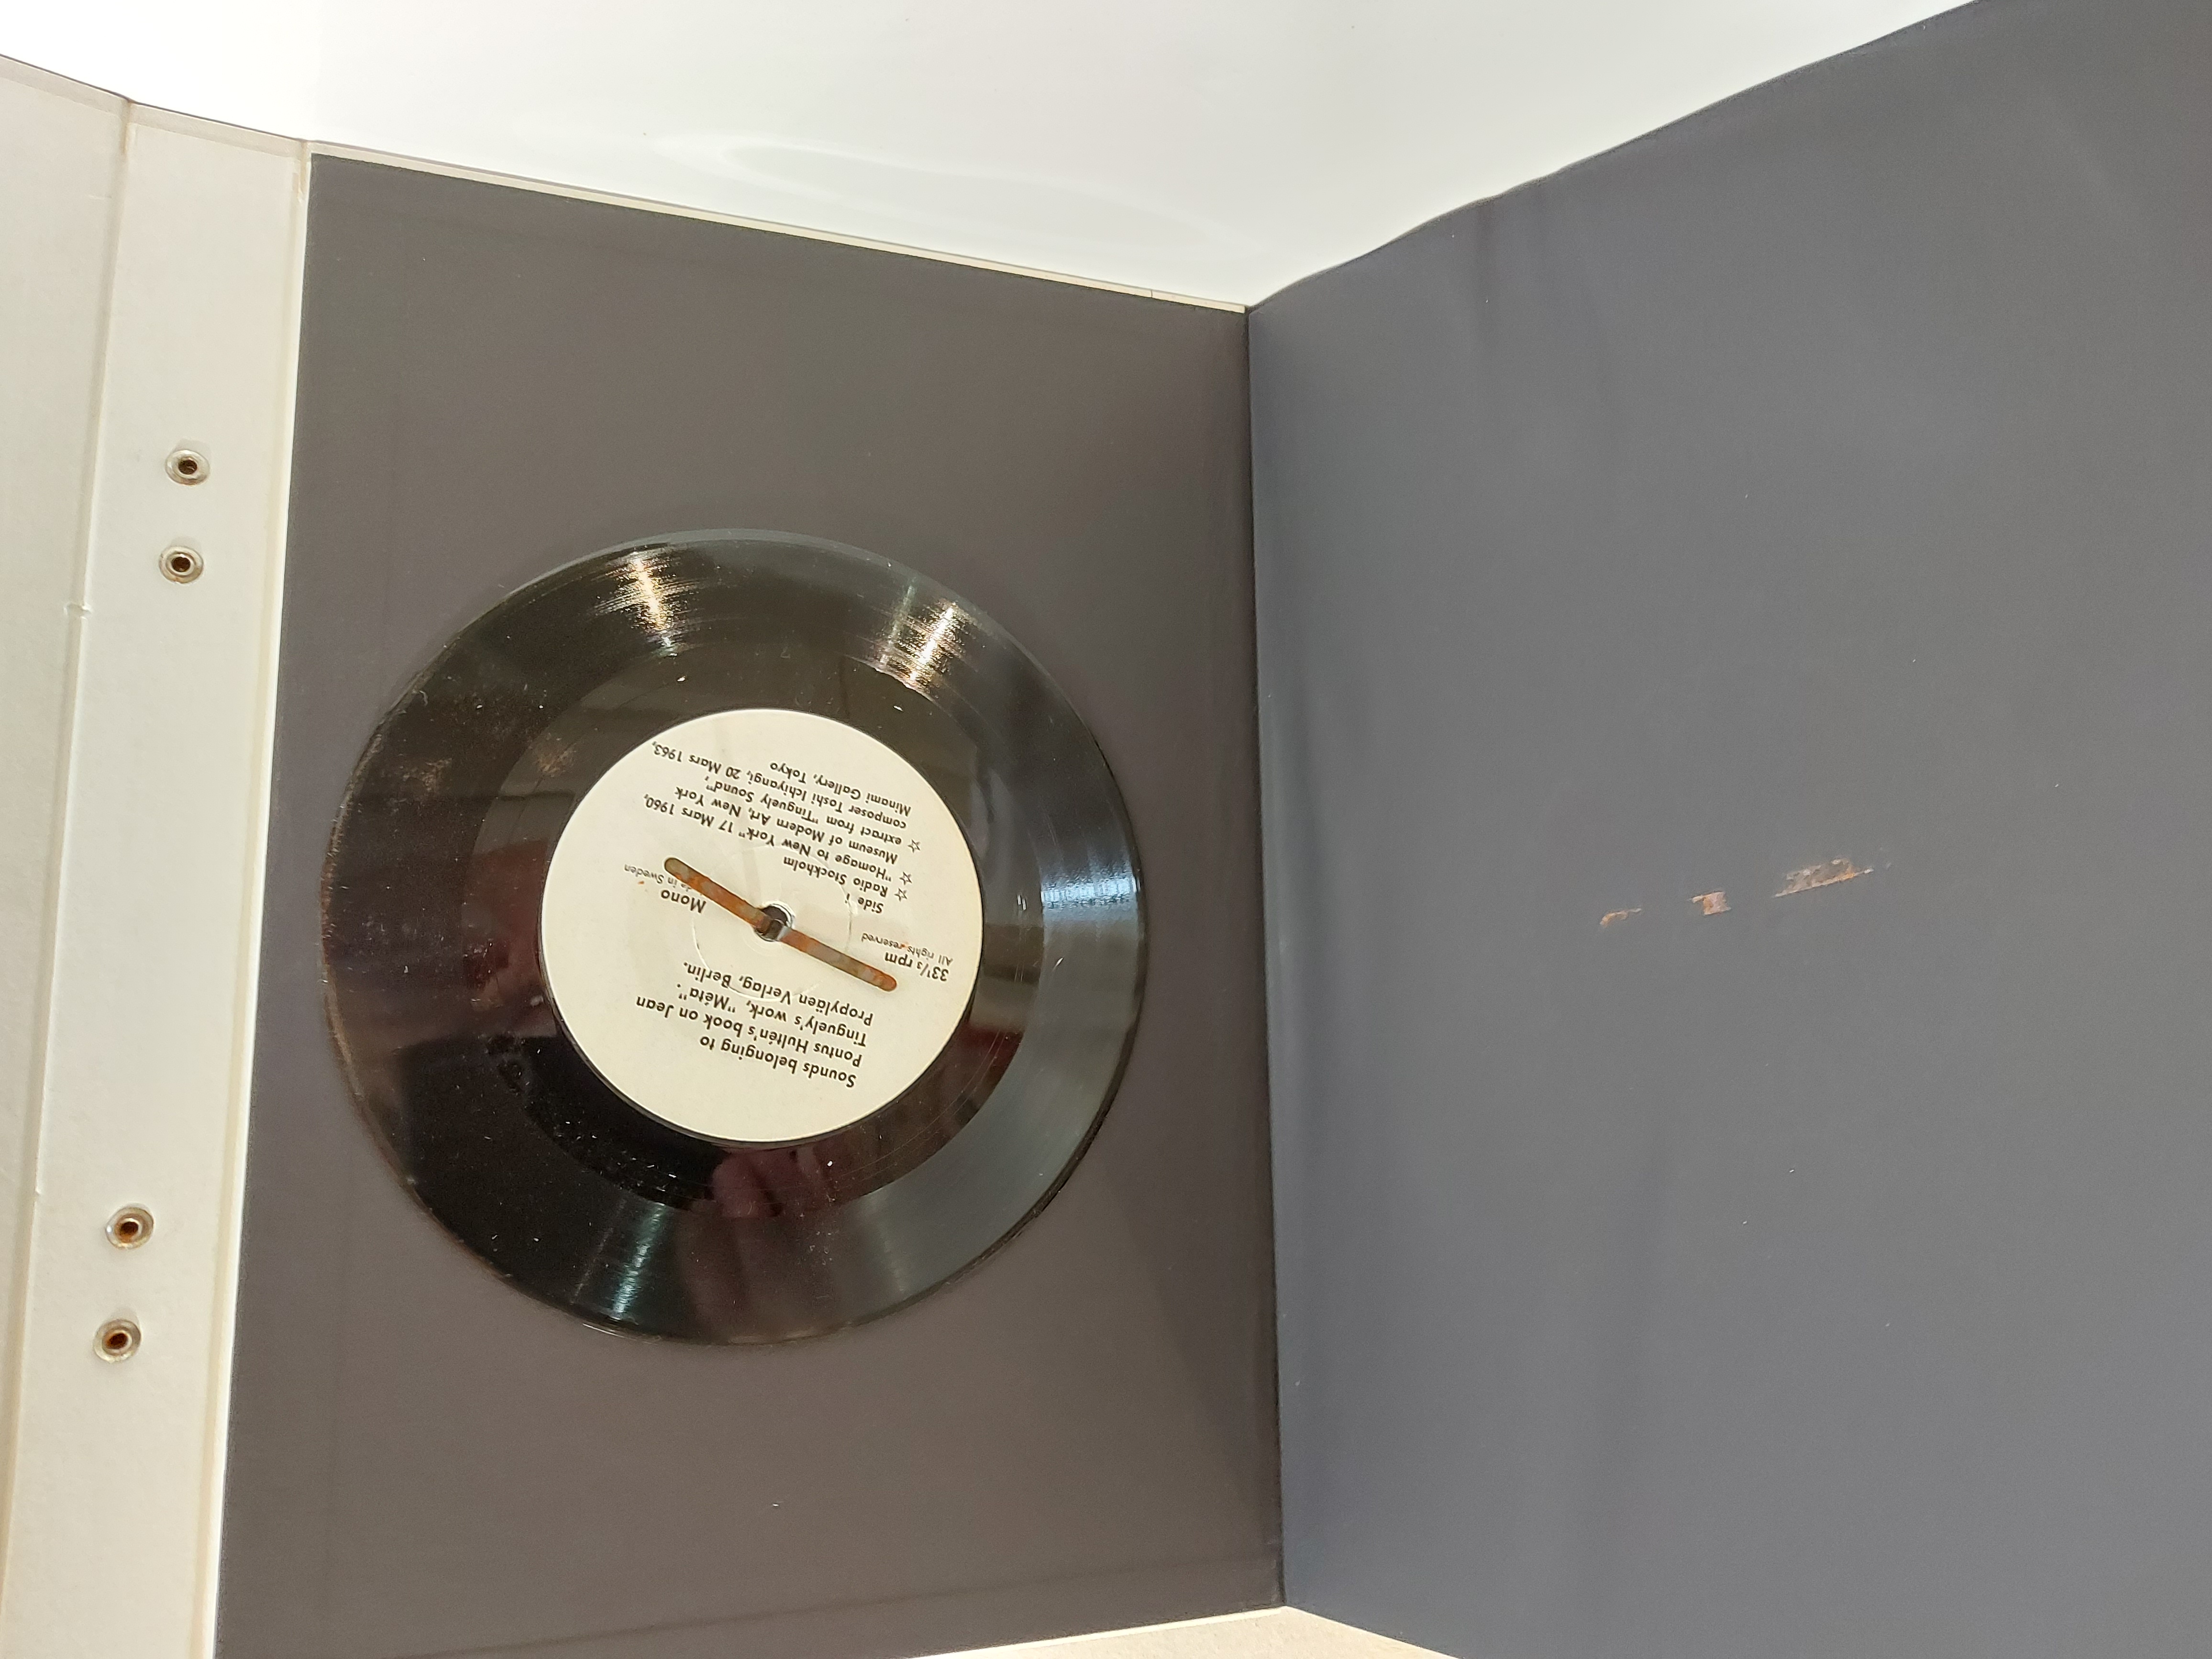 Sounds belonging to
Pontus Hultén's book on Jean
Tinguely's work, "Méta".
Propyläen Verlag, Berlin.
33⅓ rpm
All rights reserved
Mono
in Sweden
Side 1
☆ Radio Stockholm
☆ "Homage to New York" 17 Mars 1960,
Museum of Modern Art, New York
☆ extract from "Tinguely Sound",
composer Toshi Ichiyangi, 20 Mars 1963,
Minami Gallery, Tokyo